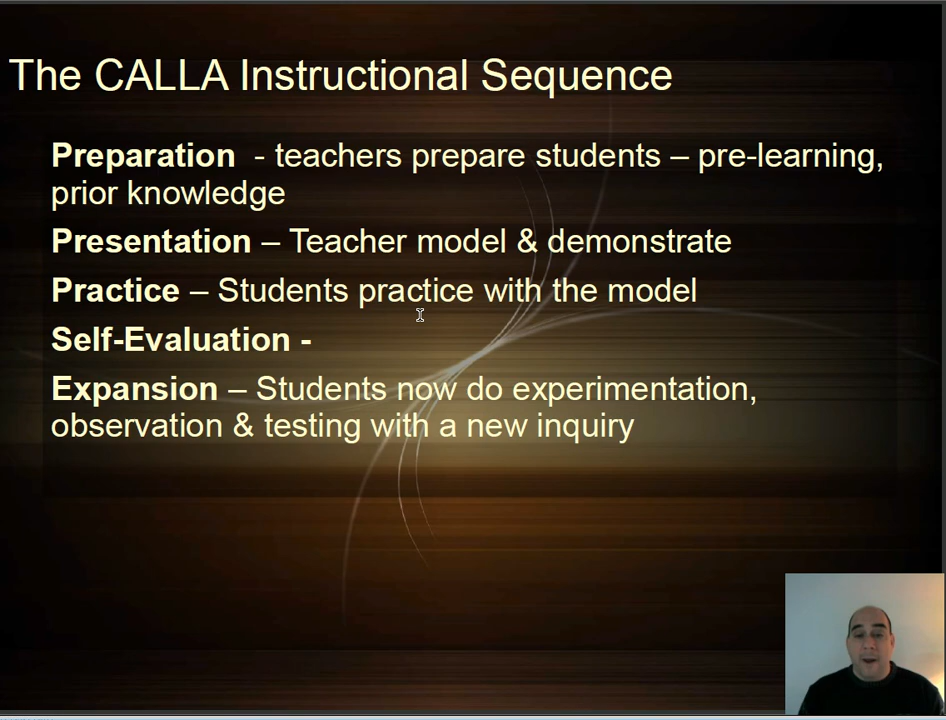 The CALLA Instructional Sequence
Preparation  - teachers prepare students – pre-learning,
prior knowledge
Presentation – Teacher model & demonstrate
Practice – Students practice with the model
Self-Evaluation -
Expansion – Students now do experimentation,
observation & testing with a new inquiry